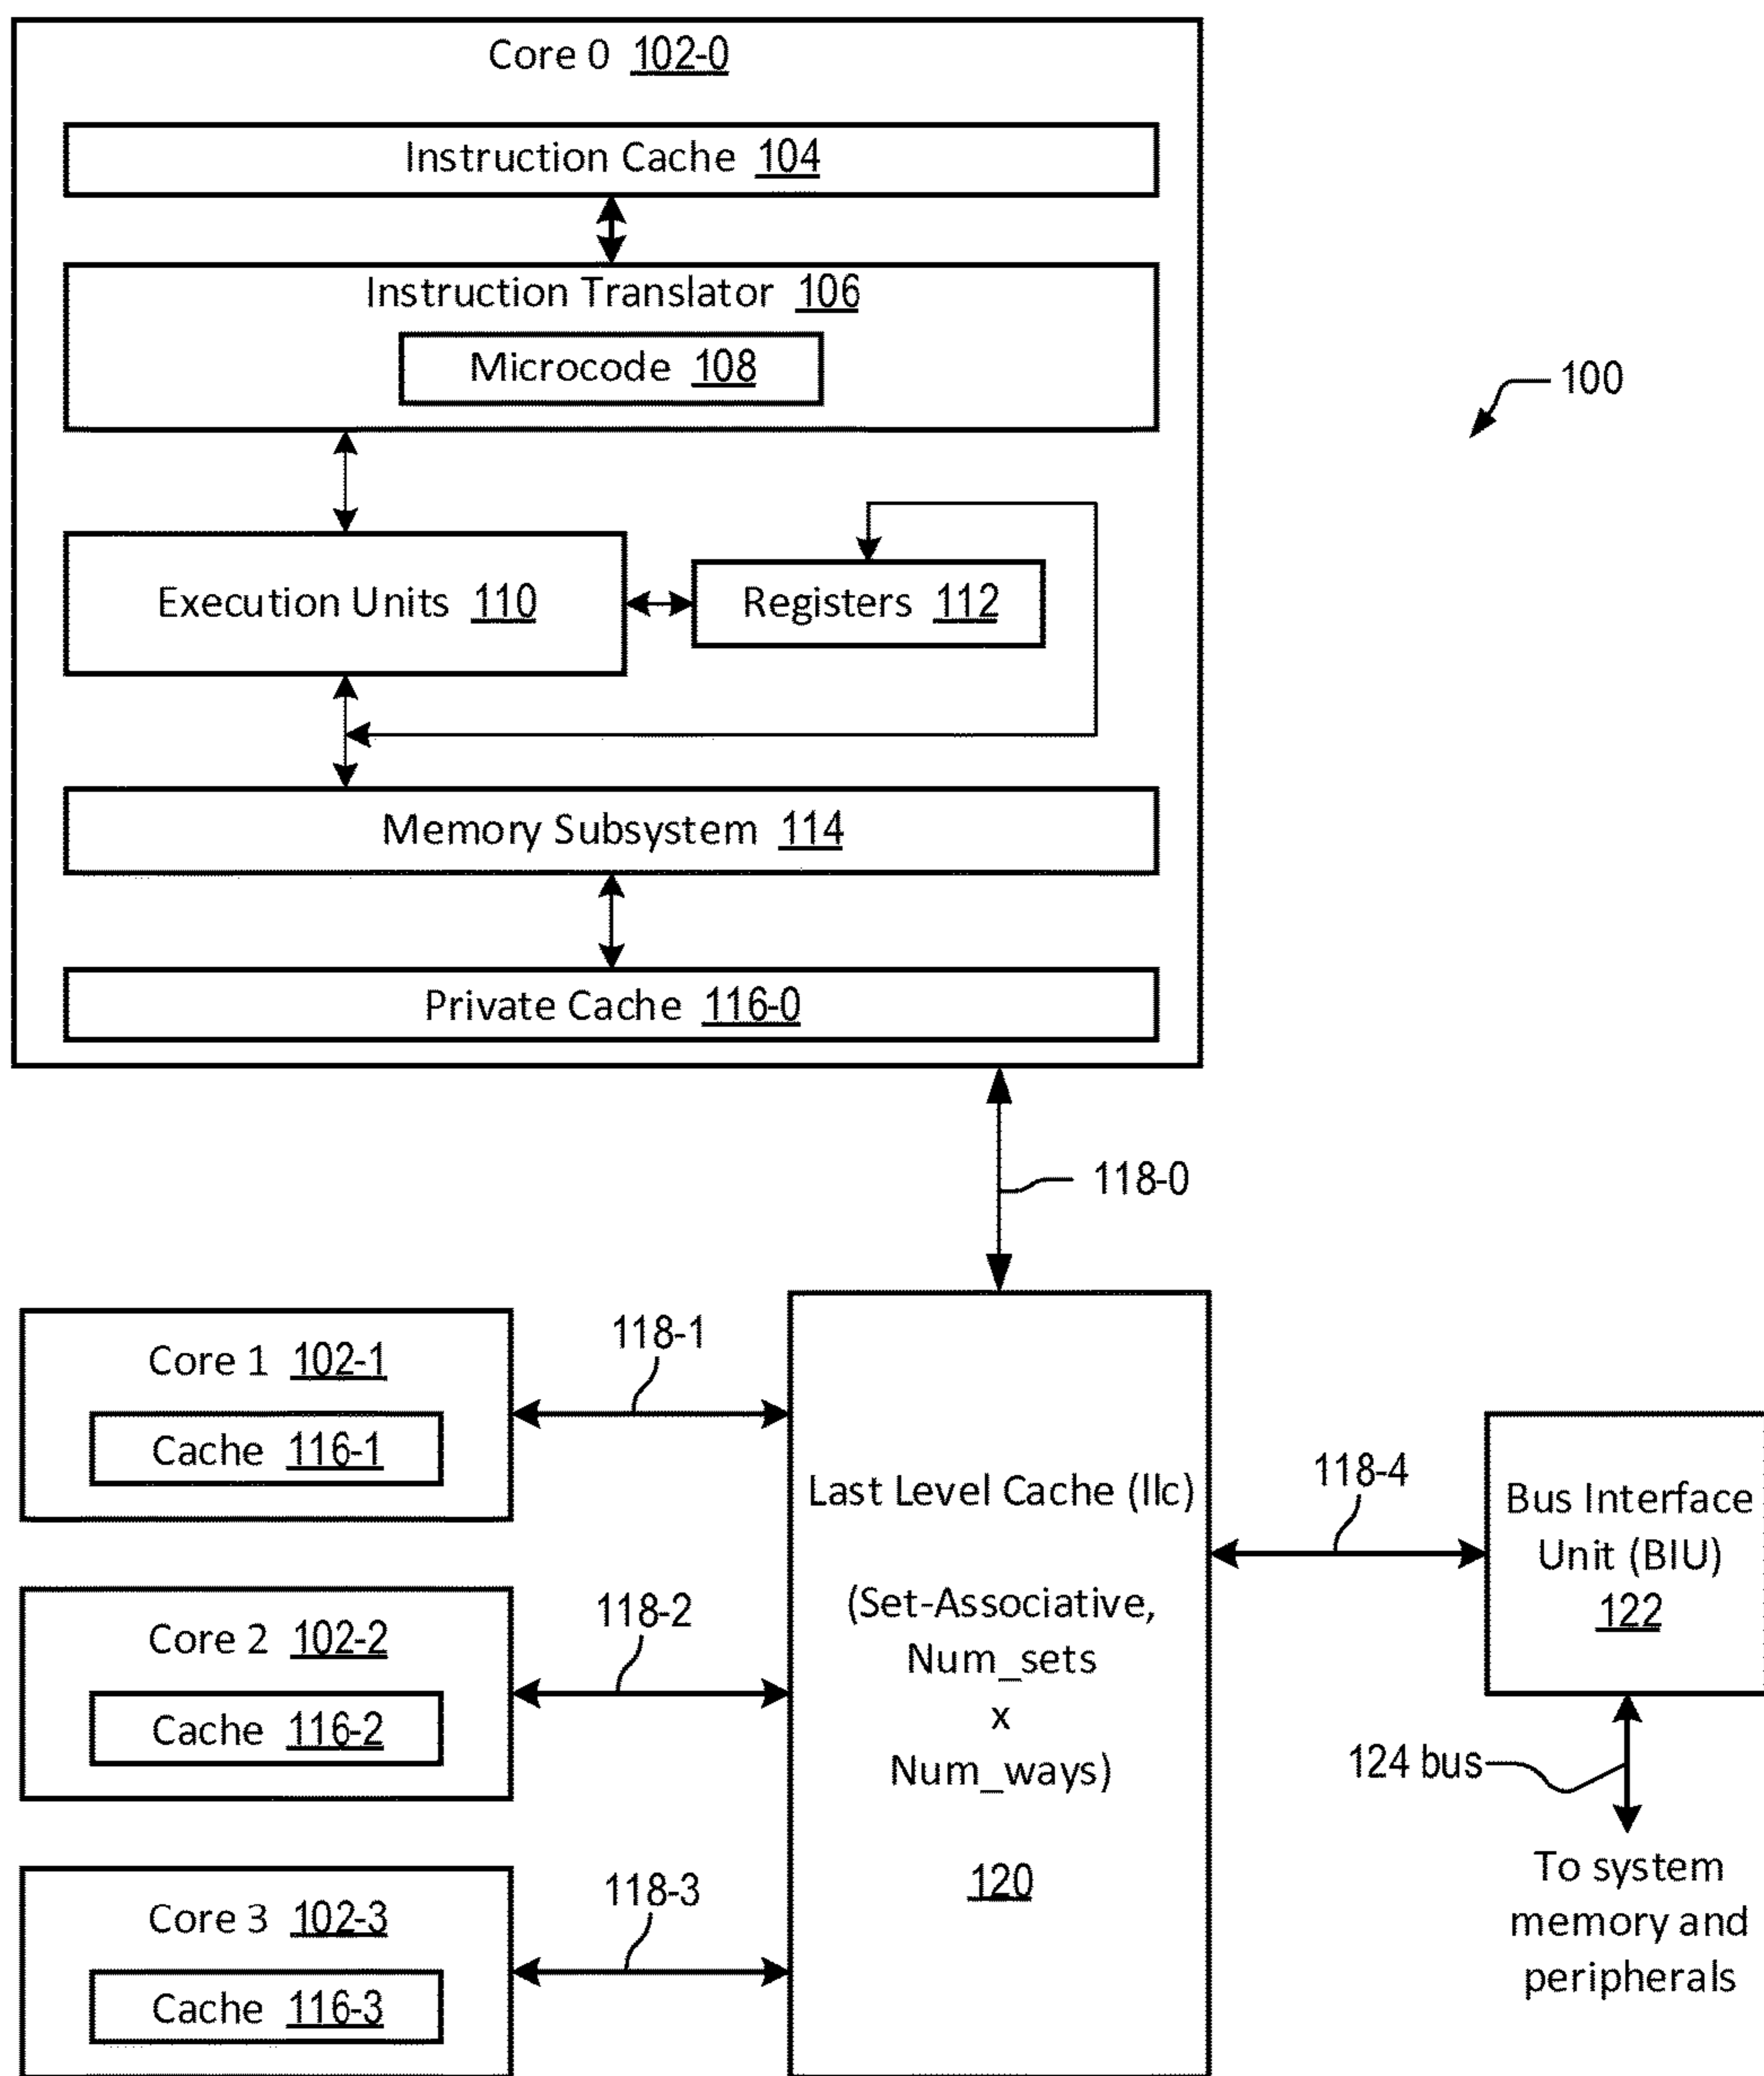 Core 0 102-0
Instruction Cache 104
Instruction Translator 106
Microcode 108
100
Execution Units 110
Registers 112
Memory Subsystem 114
Private Cache 116-0
118-0
Core 1 102-1
Cache 116-1
118-1
Core 2 102-2
Cache 116-2
118-2
Core 3 102-3
Cache 116-3
118-3
Last Level Cache (llc)
(Set-Associative,
Num_sets
x
Num_ways)
120
118-4
Bus Interface
Unit (BIU)
122
124 bus
To system
memory and
peripherals